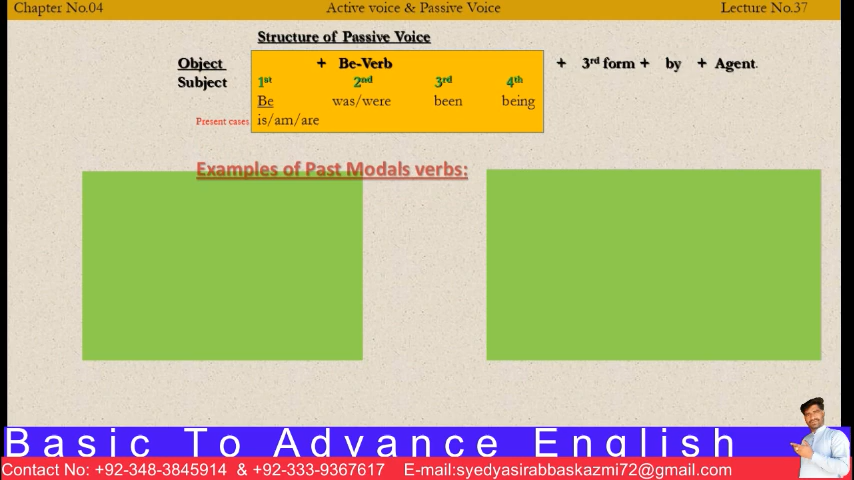 Chapter No.04 Active voice & Passive Voice Lecture No.37
Structure of Passive Voice
Object + Be-Verb + 3rd form + by + Agent.
Subject 1st 2nd 3rd 4th
Be was/were been being
Present cases is/am/are
Examples of Past Modals verbs:
Basic To Advance English
Contact No: +92-348-3845914 & +92-333-9367617 E-mail:syedyasirabbaskazmi72@gmail.com